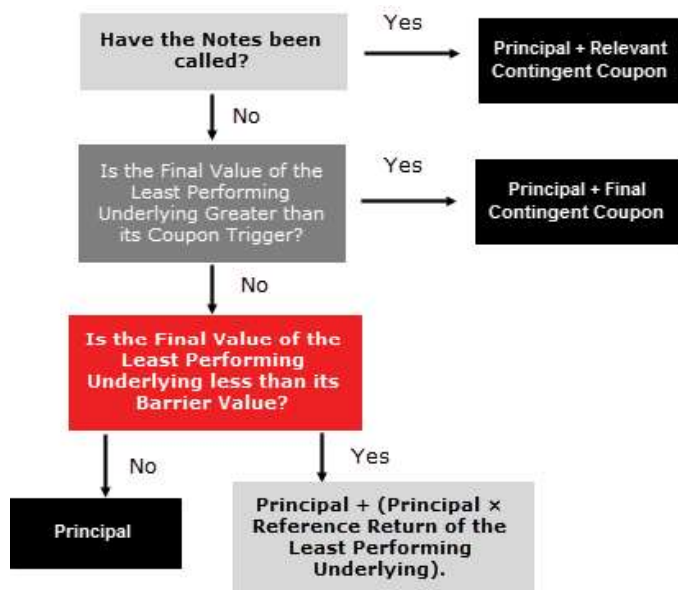 Have the Notes been
called?
Yes
Principal + Relevant
Contingent Coupon
No
Is the Final Value of the
Least Performing
Underlying Greater than
its Coupon Trigger?
Yes
Principal + Final
Contingent Coupon
No
Is the Final Value of the
Least Performing
Underlying less than its
Barrier Value?
No
Yes
Principal
Principal + (Principal ×
Reference Return of the
Least Performing
Underlying).